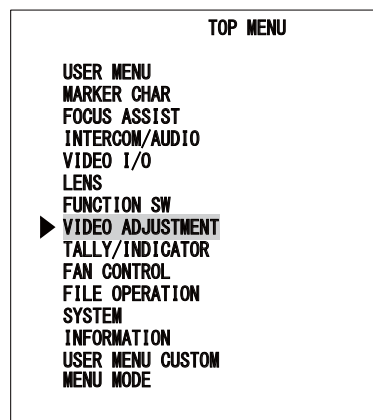 TOP MENU
USER MENU
MARKER CHAR
FOCUS ASSIST
INTERCOM/AUDIO
VIDEO I/O
LENS
FUNCTION SW
VIDEO ADJUSTMENT
TALLY/INDICATOR
FAN CONTROL
FILE OPERATION
SYSTEM
INFORMATION
USER MENU CUSTOM
MENU MODE